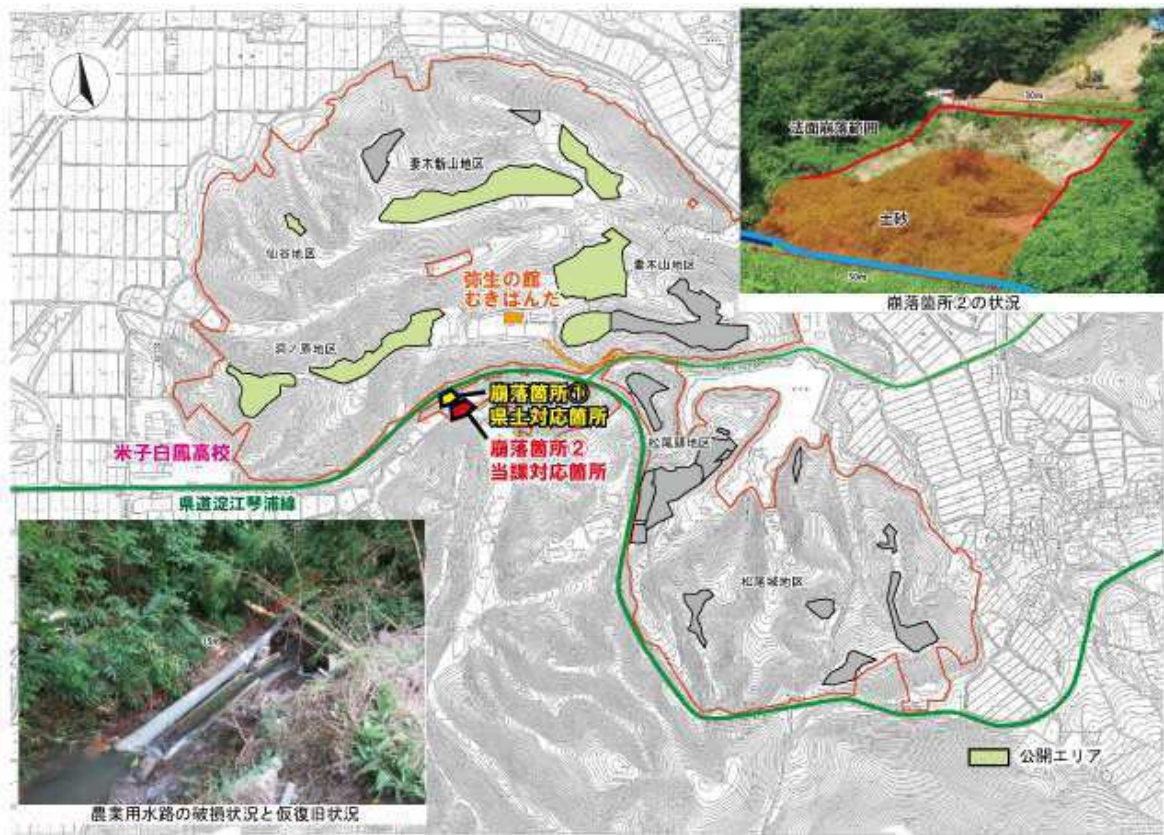 30m
法面崩落範囲
土砂
50m
崩落箇所②の状況
妻木新山地区
仙谷地区
妻木山地区
弥生の館
むきばんだ
洞ノ原地区
崩落箇所①
県土対応箇所
崩落箇所②
当課対応箇所
松尾頭地区
米子白鳳高校
県道淀江琴浦線
松尾城地区
15m
農業用水路の破損状況と仮復旧状況
公開エリア